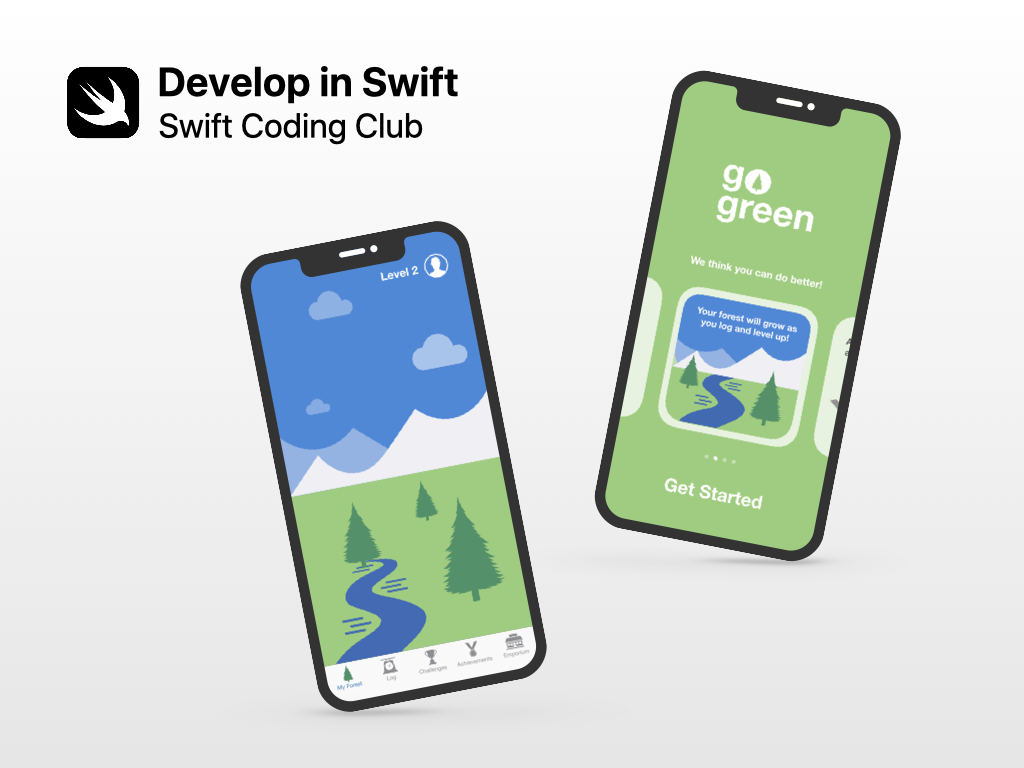 Develop in Swift
Swift Coding Club
Level 2
My Forest
Log
Challenges
Achievements
Emporium
go
green
We think you can do better!
Your forest will grow as
you log and level up!
Get Started